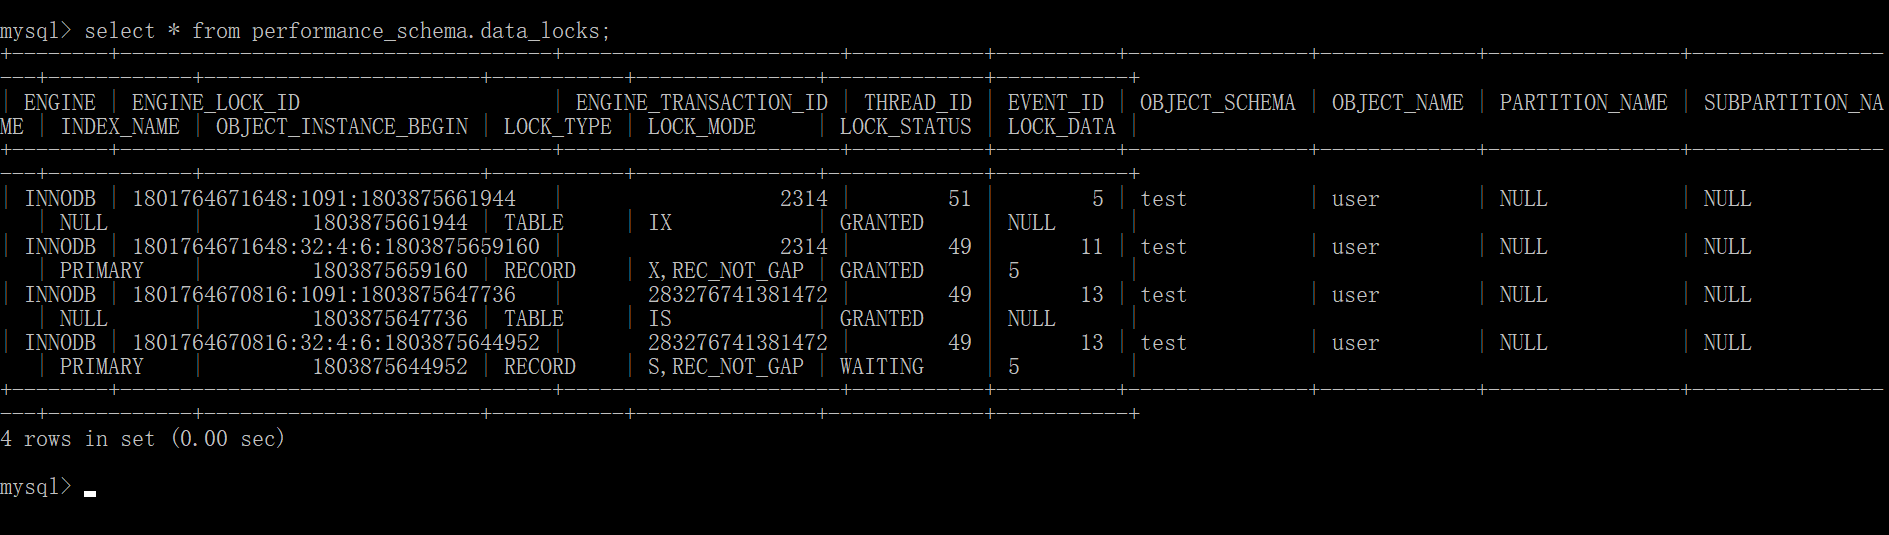 mysql> select * from performance_schema.data_locks;
+--------+------------------------------------+-----------------------+-----------+----------+---------------+-------------+----------------+----------------
---+------------+-----------------------+-----------+---------------+-------------+-----------+
| ENGINE | ENGINE_LOCK_ID                     | ENGINE_TRANSACTION_ID | THREAD_ID | EVENT_ID | OBJECT_SCHEMA | OBJECT_NAME | PARTITION_NAME | SUBPARTITION_NA
ME | INDEX_NAME | OBJECT_INSTANCE_BEGIN | LOCK_TYPE | LOCK_MODE     | LOCK_STATUS | LOCK_DATA |
+--------+------------------------------------+-----------------------+-----------+----------+---------------+-------------+----------------+----------------
---+------------+-----------------------+-----------+---------------+-------------+-----------+
| INNODB | 1801764671648:1091:1803875661944   |                  2314 |        51 |        5 | test          | user        | NULL           | NULL
   | NULL       |         1803875661944 | TABLE     | IX            | GRANTED     | NULL      |
| INNODB | 1801764671648:32:4:6:1803875659160 |                  2314 |        49 |       11 | test          | user        | NULL           | NULL
   | PRIMARY    |         1803875659160 | RECORD    | X,REC_NOT_GAP | GRANTED     | 5         |
| INNODB | 1801764670816:1091:1803875647736   |       283276741381472 |        49 |       13 | test          | user        | NULL           | NULL
   | NULL       |         1803875647736 | TABLE     | IS            | GRANTED     | NULL      |
| INNODB | 1801764670816:32:4:6:1803875644952 |       283276741381472 |        49 |       13 | test          | user        | NULL           | NULL
   | PRIMARY    |         1803875644952 | RECORD    | S,REC_NOT_GAP | WAITING     | 5         |
+--------+------------------------------------+-----------------------+-----------+----------+---------------+-------------+----------------+----------------
---+------------+-----------------------+-----------+---------------+-------------+-----------+
4 rows in set (0.00 sec)
mysql>